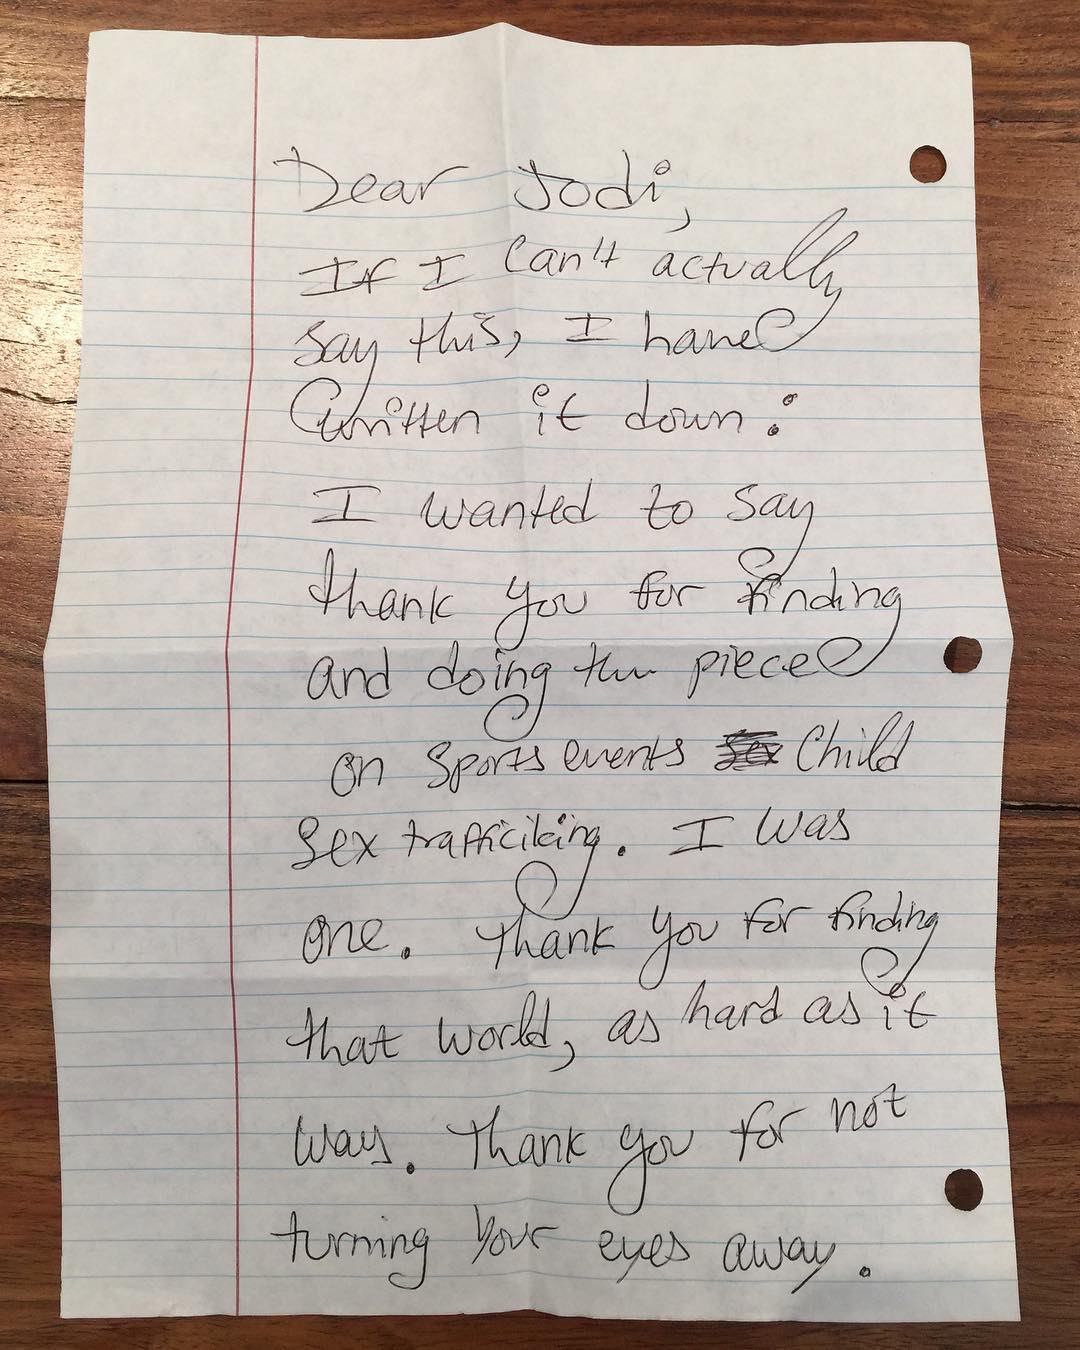 Dear Jodi,
If I can't actually
say this, I have
written it down:
I wanted to say
thank you for finding
and doing the piece
on sports events Child
sex trafficiking. I was
one. Thank you for finding
that world, as hard as it
was. Thank you for not
turning your eyes away.